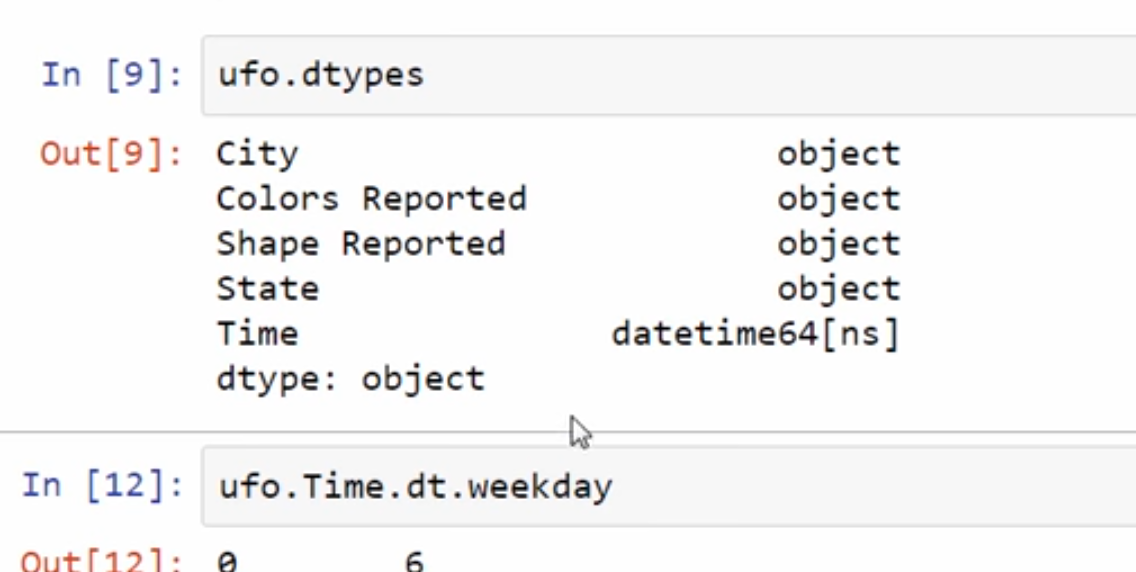 In [9]: ufo.dtypes
Out[9]: City object
Colors Reported object
Shape Reported object
State object
Time datetime64[ns]
dtype: object
In [12]: ufo.Time.dt.weekday
Out[12]: 0 6